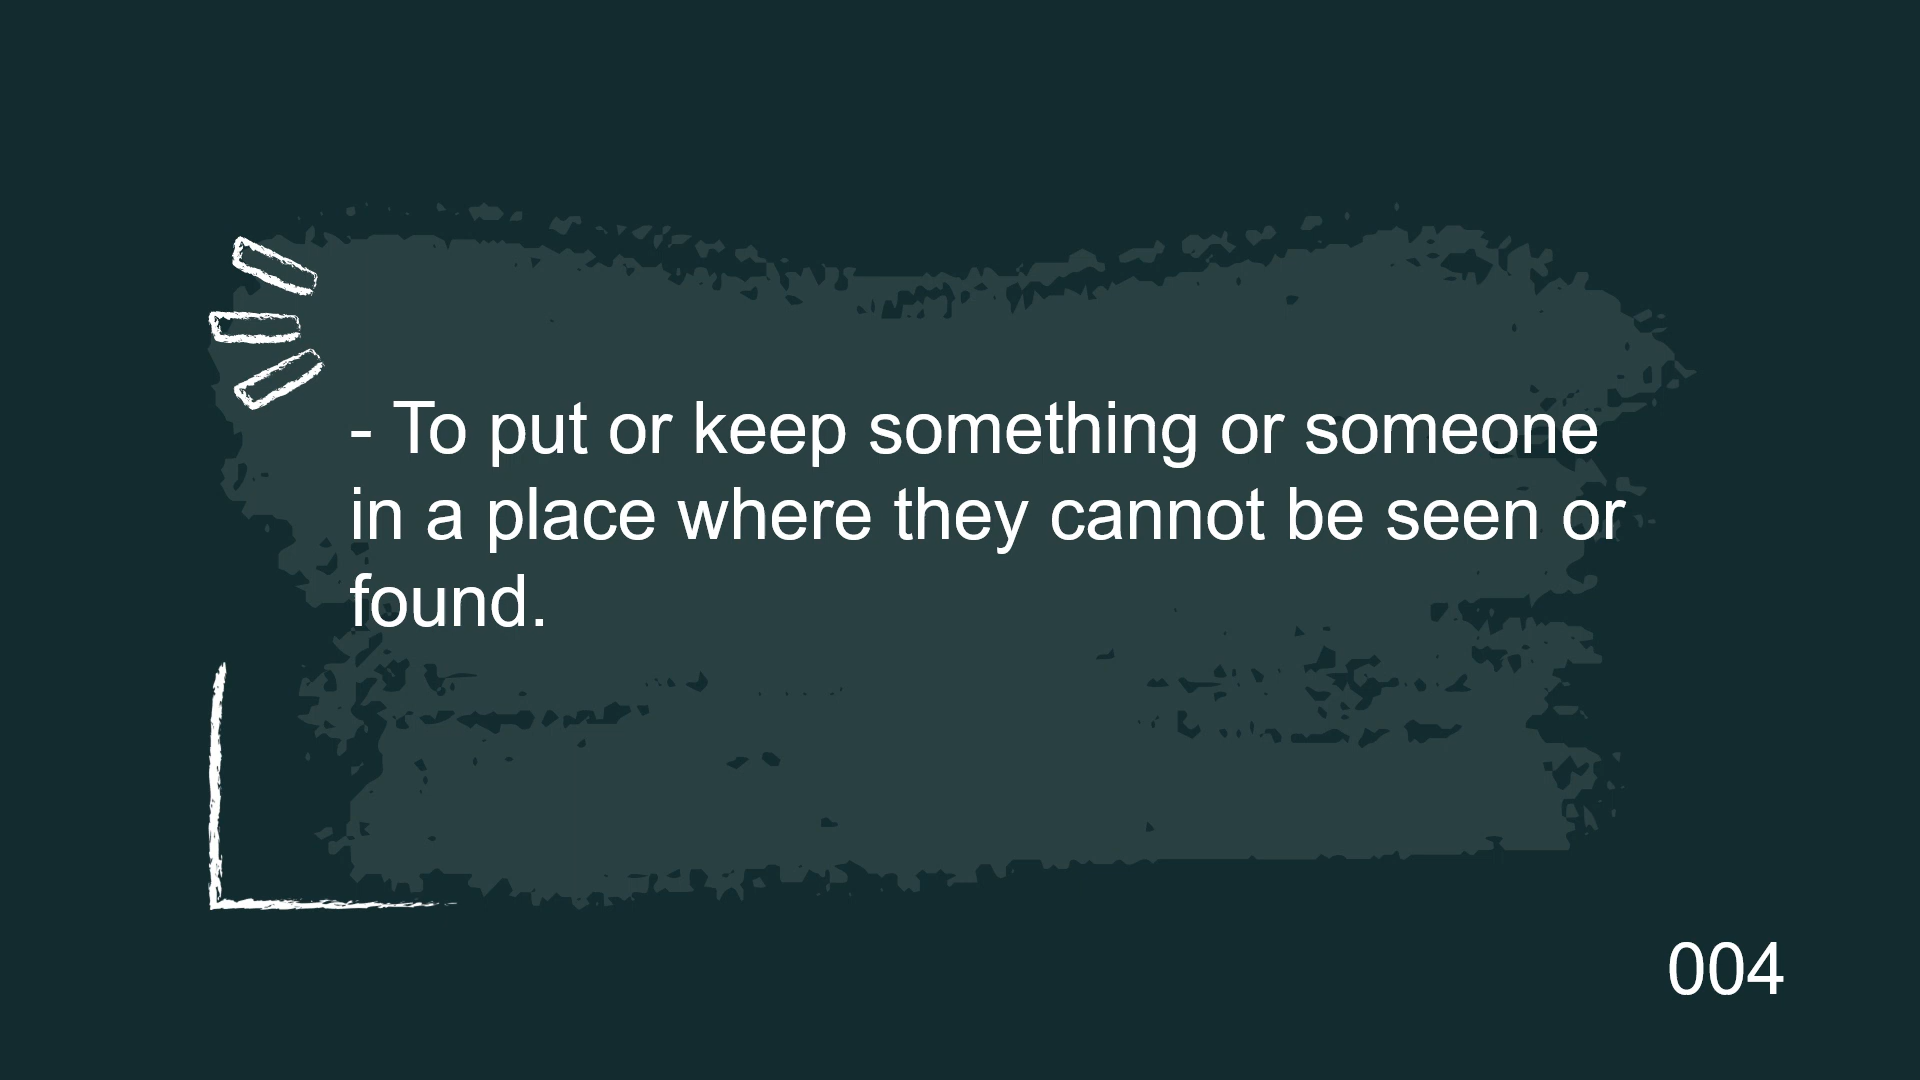 - To put or keep something or someone
in a place where they cannot be seen or
found.
004